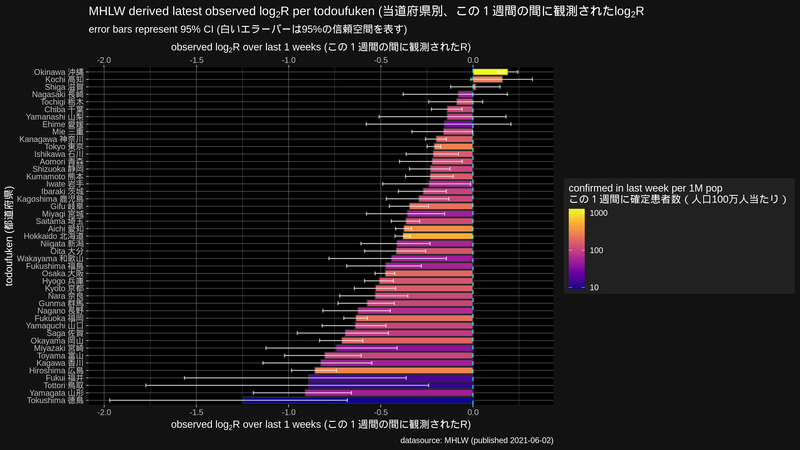 MHLW derived latest observed log₂R per todoufuken (当道府県別、この１週間の間に観測されたlog₂R
error bars represent 95% CI (白いエラーバーは95%の信頼空間を表す)
observed log₂R over last 1 weeks (この１週間の間に観測されたR)
-2.0 -1.5 -1.0 -0.5 0.0
todoufuken (都道府県)
Okinawa 沖縄
Kochi 高知
Shiga 滋賀
Nagasaki 長崎
Tochigi 栃木
Chiba 千葉
Yamanashi 山梨
Ehime 愛媛
Mie 三重
Kanagawa 神奈川
Tokyo 東京
Ishikawa 石川
Aomori 青森
Shizuoka 静岡
Kumamoto 熊本
Iwate 岩手
Ibaraki 茨城
Kagoshima 鹿児島
Gifu 岐阜
Miyagi 宮城
Saitama 埼玉
Aichi 愛知
Hokkaido 北海道
Niigata 新潟
Oita 大分
Wakayama 和歌山
Fukushima 福島
Osaka 大阪
Hyogo 兵庫
Kyoto 京都
Nara 奈良
Gunma 群馬
Nagano 長野
Fukuoka 福岡
Yamaguchi 山口
Saga 佐賀
Okayama 岡山
Miyazaki 宮崎
Toyama 富山
Kagawa 香川
Hiroshima 広島
Fukui 福井
Tottori 鳥取
Yamagata 山形
Tokushima 徳島
-2.0 -1.5 -1.0 -0.5 0.0
observed log₂R over last 1 weeks (この１週間の間に観測されたR)
confirmed in last week per 1M pop
この１週間に確定患者数（人口100万人当たり）
1000
100
10
datasource: MHLW (published 2021-06-02)